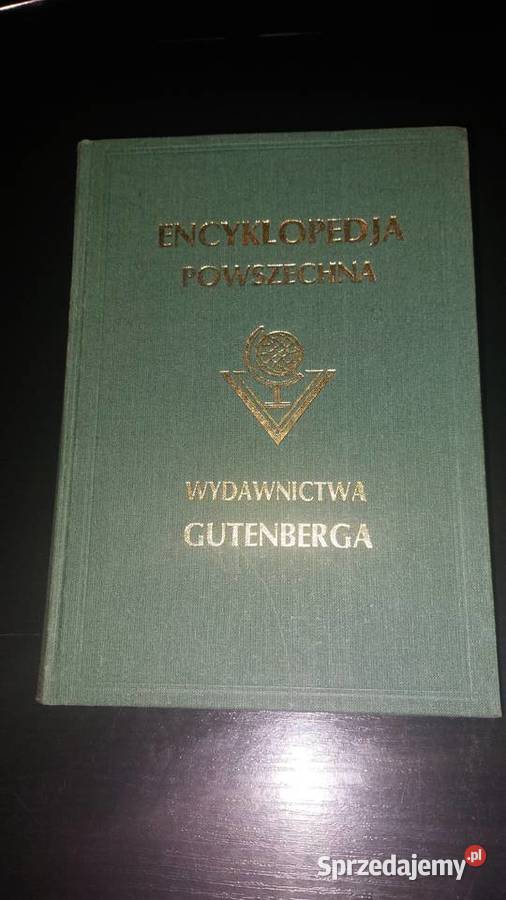 ENCYKLOPEDJA
POWSZECHNA
WYDAWNICTWA
GUTENBERGA
Sprzedajemy.pl